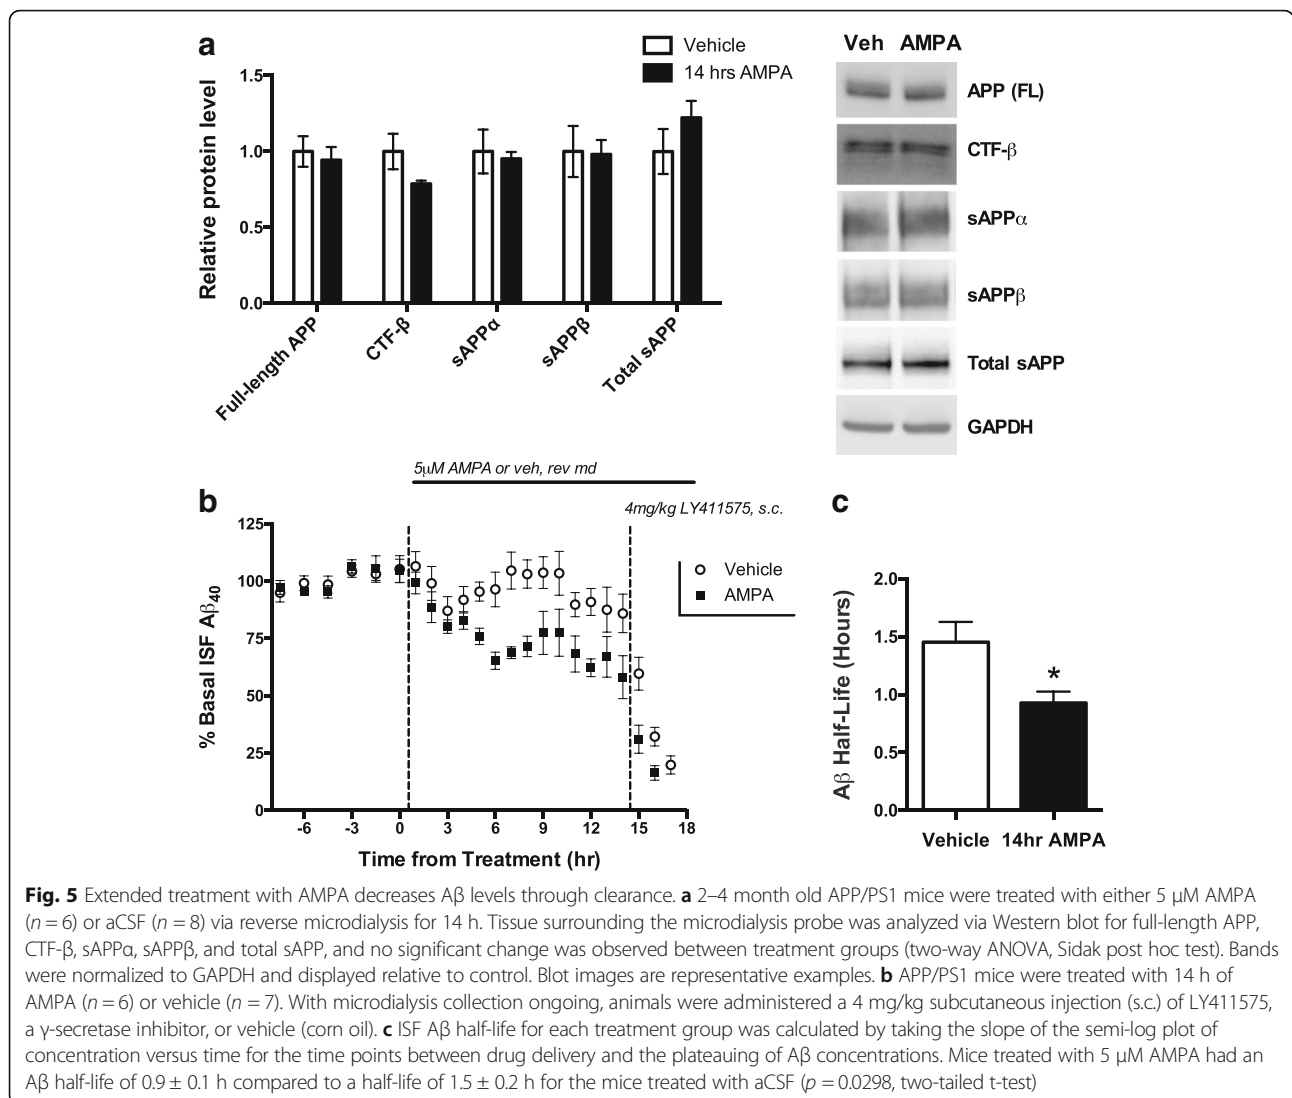 a
Vehicle
14 hrs AMPA
Relative protein level
1.5
1.0
0.5
0.0
Full-length APP
CTF-β
sAPPα
sAPPβ
Total sAPP
Veh AMPA
APP (FL)
CTF-β
sAPPα
sAPPβ
Total sAPP
GAPDH
b
5µM AMPA or veh, rev md
4mg/kg LY411575, s.c.
Vehicle
AMPA
% Basal ISF Aβ40
125
100
75
50
25
0
-6 -3 0 3 6 9 12 15 18
Time from Treatment (hr)
c
Aβ Half-Life (Hours)
2.0
1.5
1.0
0.5
0.0
*
Vehicle 14hr AMPA
Fig. 5 Extended treatment with AMPA decreases Aβ levels through clearance. a 2–4 month old APP/PS1 mice were treated with either 5 μM AMPA
(n = 6) or aCSF (n = 8) via reverse microdialysis for 14 h. Tissue surrounding the microdialysis probe was analyzed via Western blot for full-length APP,
CTF-β, sAPPα, sAPPβ, and total sAPP, and no significant change was observed between treatment groups (two-way ANOVA, Sidak post hoc test). Bands
were normalized to GAPDH and displayed relative to control. Blot images are representative examples. b APP/PS1 mice were treated with 14 h of
AMPA (n = 6) or vehicle (n = 7). With microdialysis collection ongoing, animals were administered a 4 mg/kg subcutaneous injection (s.c.) of LY411575,
a γ-secretase inhibitor, or vehicle (corn oil). c ISF Aβ half-life for each treatment group was calculated by taking the slope of the semi-log plot of
concentration versus time for the time points between drug delivery and the plateauing of Aβ concentrations. Mice treated with 5 μM AMPA had an
Aβ half-life of 0.9 ± 0.1 h compared to a half-life of 1.5 ± 0.2 h for the mice treated with aCSF (p = 0.0298, two-tailed t-test)